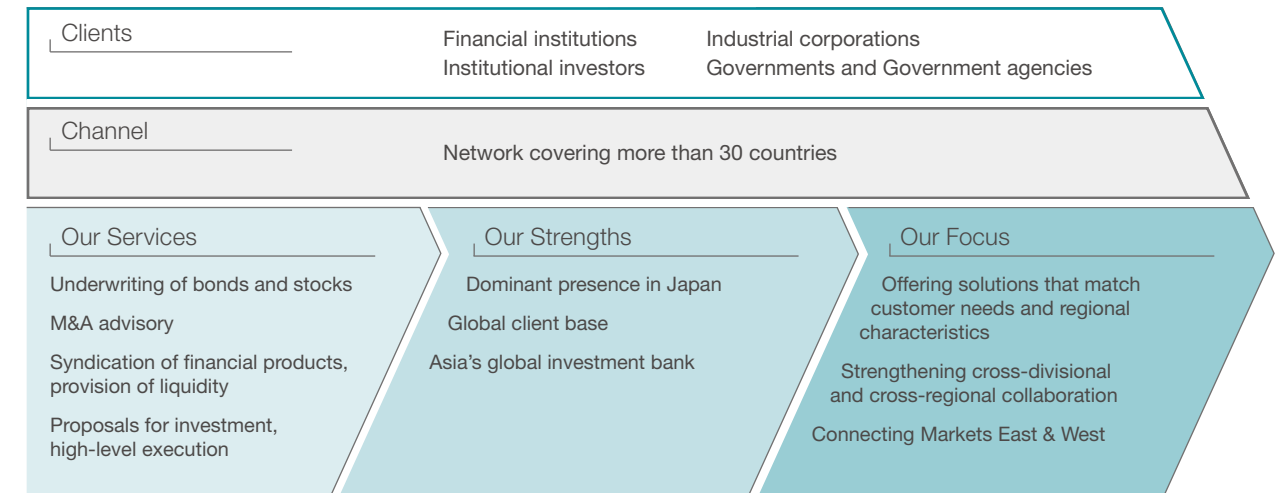 Clients
Financial institutions
Industrial corporations
Institutional investors
Governments and Government agencies
Channel
Network covering more than 30 countries
Our Services
Underwriting of bonds and stocks
M&A advisory
Syndication of financial products,
provision of liquidity
Proposals for investment,
high-level execution
Our Strengths
Dominant presence in Japan
Global client base
Asia’s global investment bank
Our Focus
Offering solutions that match
customer needs and regional
characteristics
Strengthening cross-divisional
and cross-regional collaboration
Connecting Markets East & West